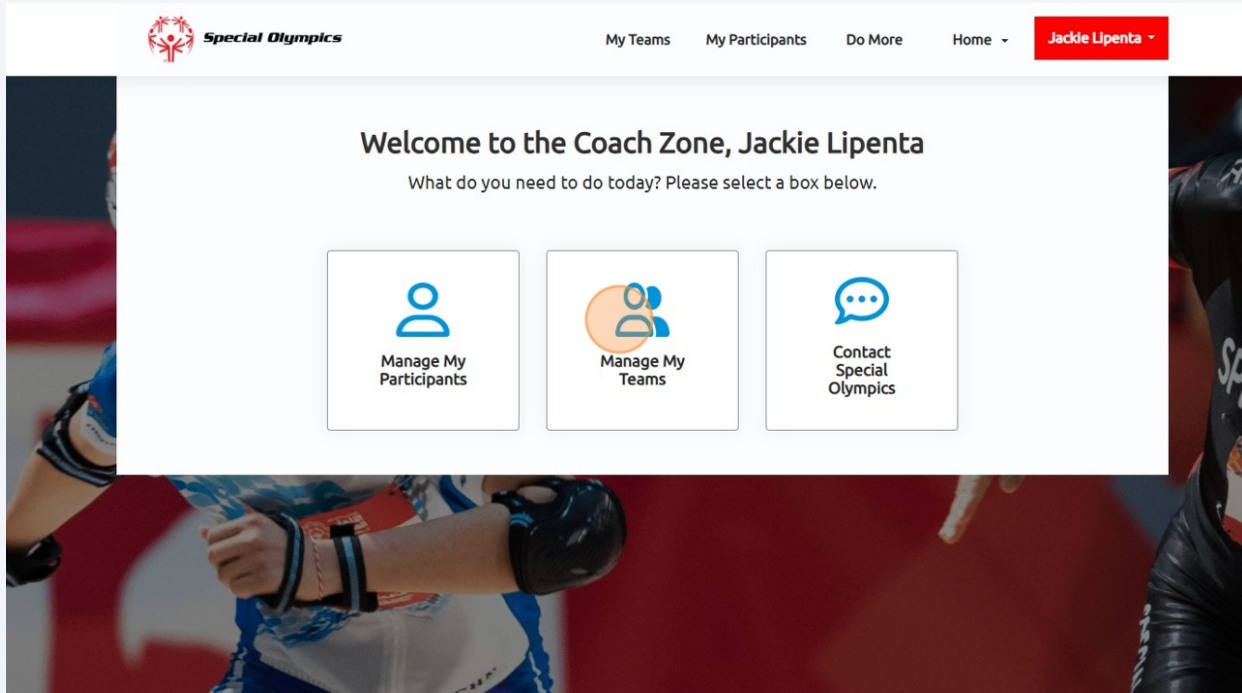 Special Olympics
My Teams
My Participants
Do More
Home
Jackie Lipenta
Welcome to the Coach Zone, Jackie Lipenta
What do you need to do today? Please select a box below.
Manage My
Participants
Manage My
Teams
Contact
Special
Olympics